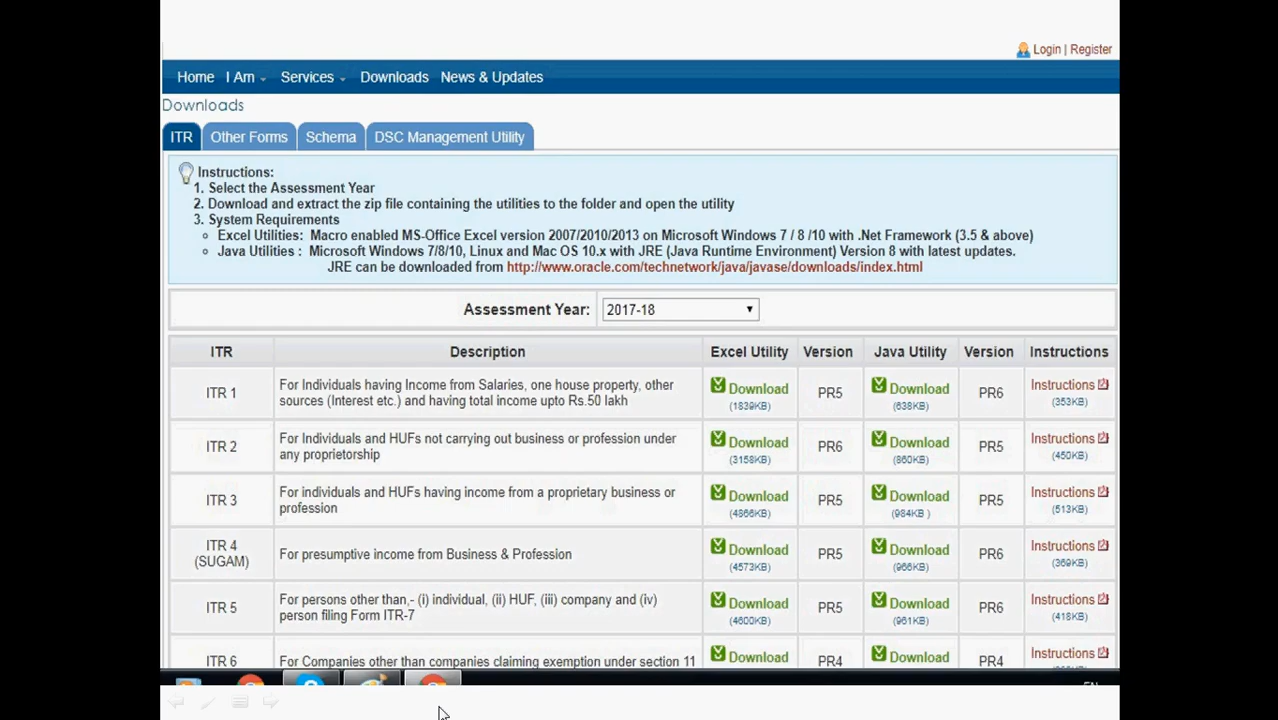 Login | Register
Home I Am Services Downloads News & Updates
Downloads
ITR Other Forms Schema DSC Management Utility
Instructions:
1. Select the Assessment Year
2. Download and extract the zip file containing the utilities to the folder and open the utility
3. System Requirements
Excel Utilities: Macro enabled MS-Office Excel version 2007/2010/2013 on Microsoft Windows 7 / 8 /10 with .Net Framework (3.5 & above)
Java Utilities : Microsoft Windows 7/8/10, Linux and Mac OS 10.x with JRE (Java Runtime Environment) Version 8 with latest updates.
JRE can be downloaded from http://www.oracle.com/technetwork/java/javase/downloads/index.html
Assessment Year: 2017-18
ITR Description Excel Utility Version Java Utility Version Instructions
ITR 1 For Individuals having Income from Salaries, one house property, other sources (Interest etc.) and having total income upto Rs.50 lakh Download (1839KB) PR5 Download (638KB) PR6 Instructions (353KB)
ITR 2 For Individuals and HUFs not carrying out business or profession under any proprietorship Download (3158KB) PR6 Download (860KB) PR5 Instructions (450KB)
ITR 3 For individuals and HUFs having income from a proprietary business or profession Download (4866KB) PR5 Download (984KB ) PR5 Instructions (513KB)
ITR 4 (SUGAM) For presumptive income from Business & Profession Download (4573KB) PR5 Download (966KB) PR6 Instructions (369KB)
ITR 5 For persons other than,- (i) individual, (ii) HUF, (iii) company and (iv) person filing Form ITR-7 Download (4600KB) PR5 Download (961KB) PR6 Instructions (418KB)
ITR 6 For Companies other than companies claiming exemption under section 11 Download PR4 Download PR4 Instructions